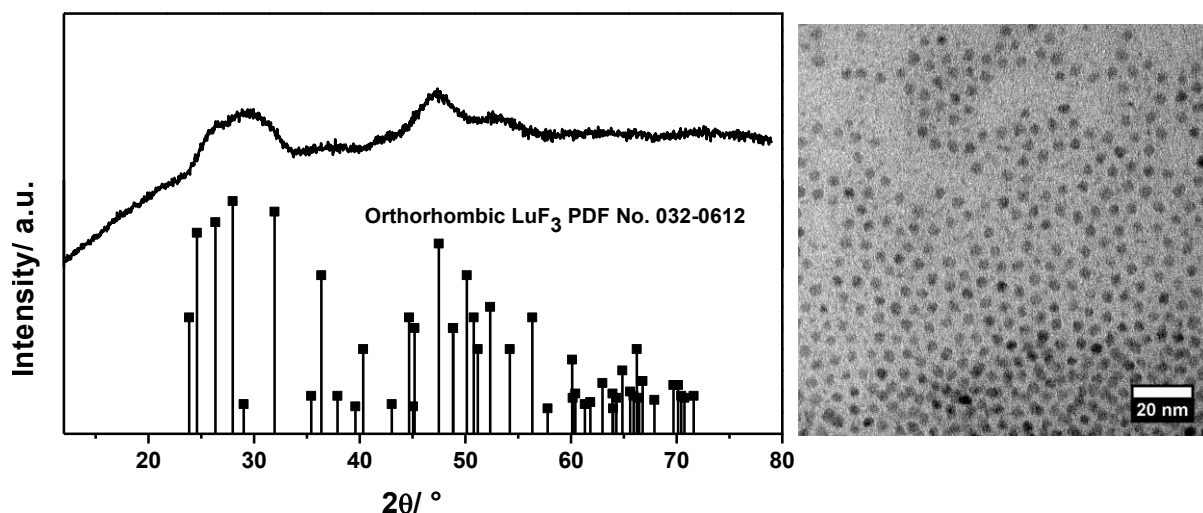 Intensity/ a.u.
Orthorhombic LuF3 PDF No. 032-0612
20 30 40 50 60 70 80
2θ/ °
20 nm